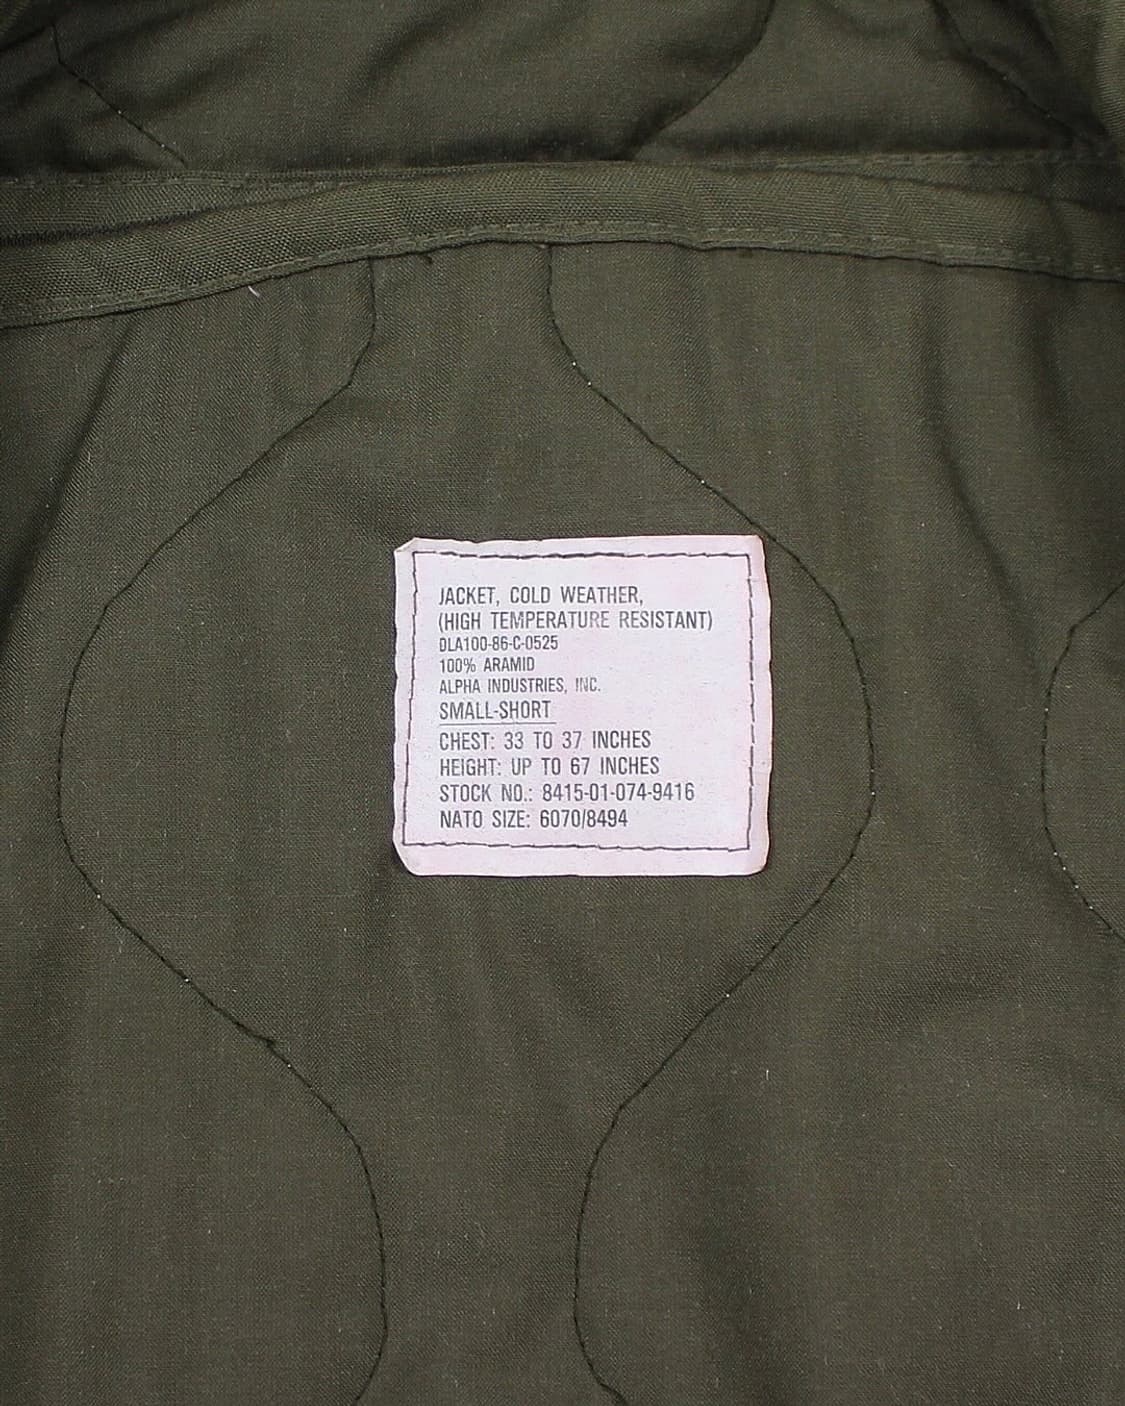 JACKET, COLD WEATHER,
(HIGH TEMPERATURE RESISTANT)
DLA100-86-C-0525
100% ARAMID
ALPHA INDUSTRIES, INC.
SMALL-SHORT
CHEST: 33 TO 37 INCHES
HEIGHT: UP TO 67 INCHES
STOCK NO.: 8415-01-074-9416
NATO SIZE: 6070/8494